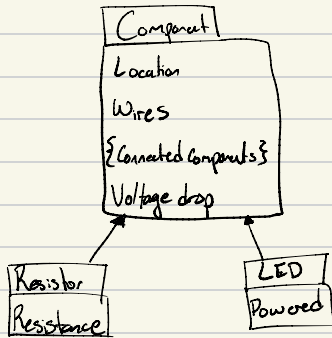 Component
Location
Wires
{Connected Components}
Voltage drop
Resistor
Resistance
LED
Powered